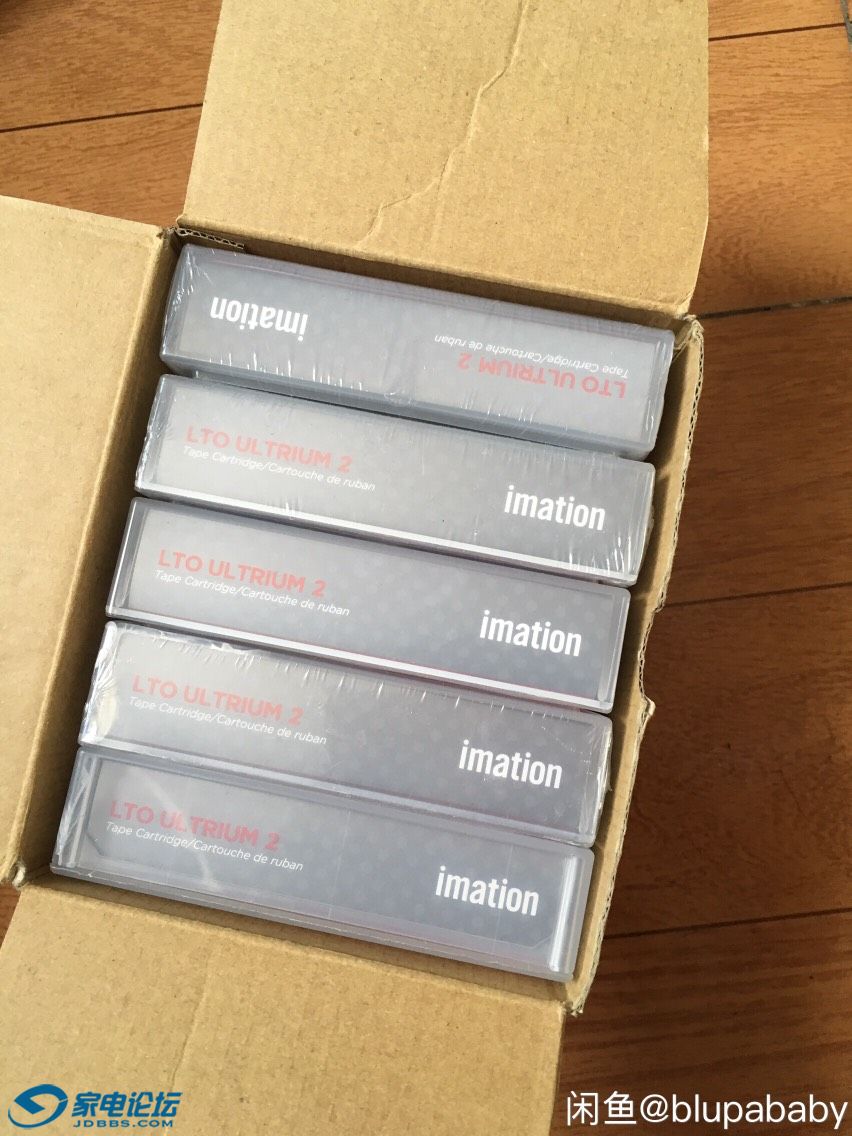 imation
LTO ULTRIUM 2
Tape Cartridge/Cartouche de ruban
LTO ULTRIUM 2
Tape Cartridge/Cartouche de ruban
imation
LTO ULTRIUM 2
Tape Cartridge/Cartouche de ruban
imation
LTO ULTRIUM 2
Tape Cartridge/Cartouche de ruban
imation
LTO ULTRIUM 2
Tape Cartridge/Cartouche de ruban
imation
家电论坛
JDBBS.COM
闲鱼@blupababy